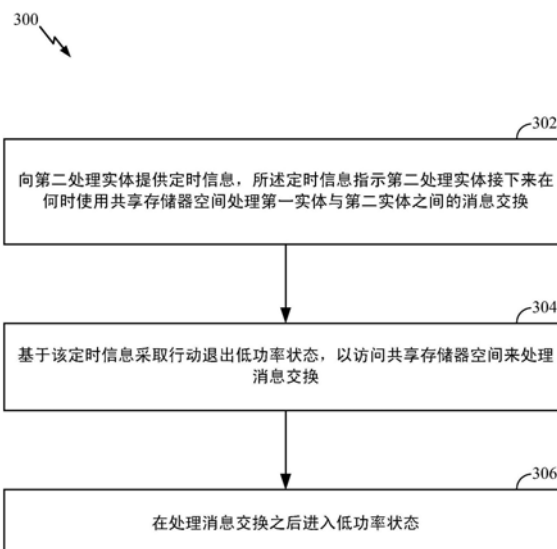 300
302
向第二处理实体提供定时信息，所述定时信息指示第二处理实体接下来在
何时使用共享存储器空间处理第一实体与第二实体之间的消息交换
304
基于该定时信息采取行动退出低功率状态，以访问共享存储器空间来处理
消息交换
306
在处理消息交换之后进入低功率状态